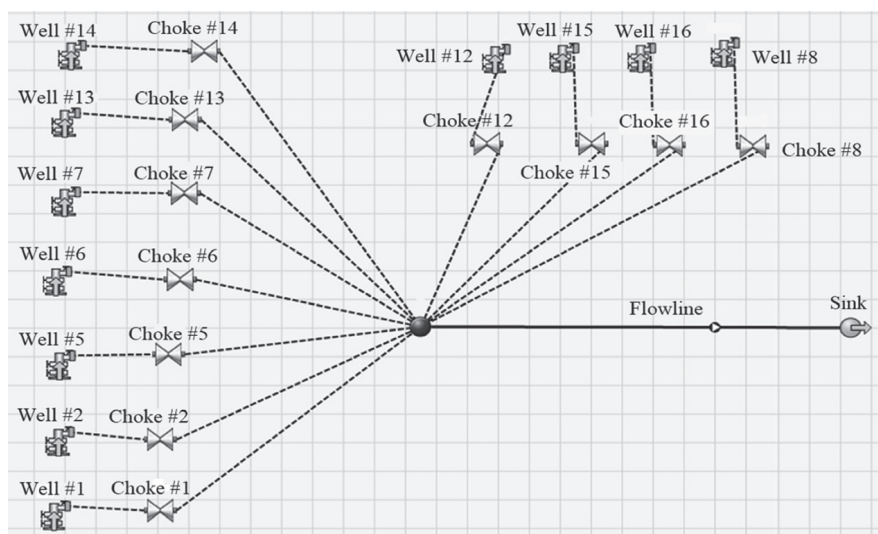 Well #14
Choke #14
Well #13
Choke #13
Well #7
Choke #7
Well #6
Choke #6
Well #5
Choke #5
Well #2
Choke #2
Well #1
Choke #1
Well #12
Well #15
Well #16
Well #8
Choke #12
Choke #16
Choke #15
Choke #8
Flowline
Sink